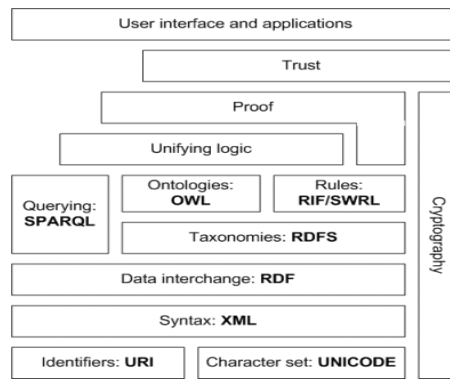 User interface and applications
Trust
Proof
Unifying logic
Querying:
SPARQL
Ontologies:
OWL
Rules:
RIF/SWRL
Taxonomies: RDFS
Data interchange: RDF
Syntax: XML
Identifiers: URI
Character set: UNICODE
Cryptography